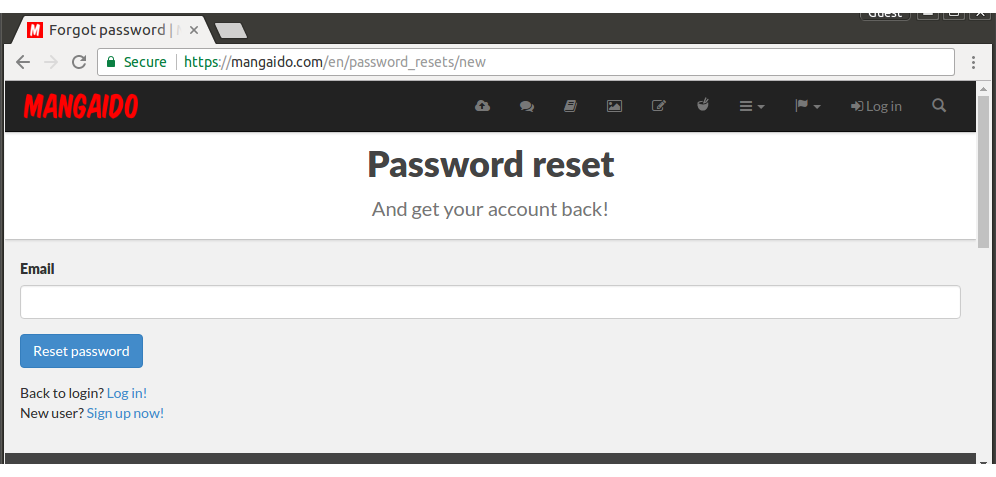 Guest
Forgot password |
Secure https://mangaido.com/en/password_resets/new
MANGAIDO
Log in
Password reset
And get your account back!
Email
Reset password
Back to login? Log in!
New user? Sign up now!